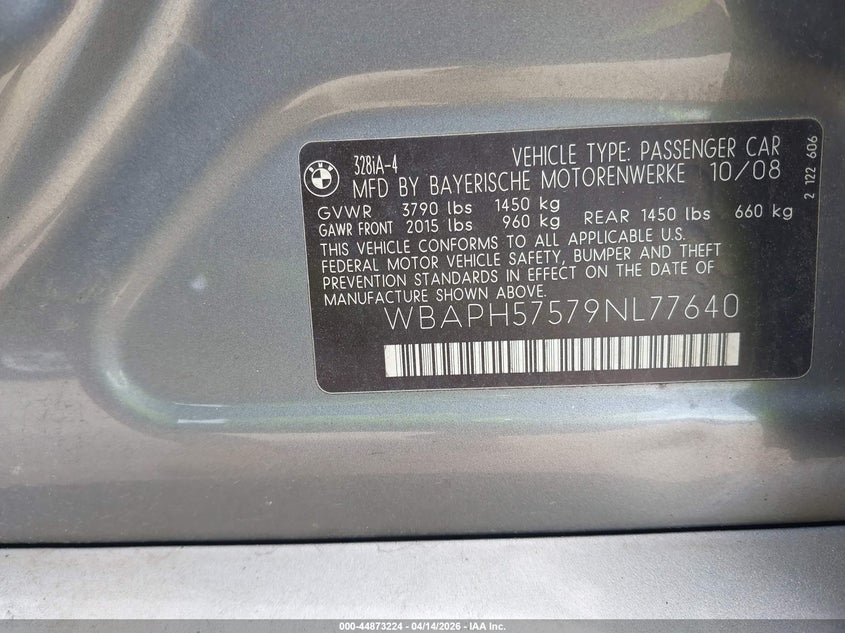 BMW
328iA-4 VEHICLE TYPE: PASSENGER CAR
MFD BY BAYERISCHE MOTORENWERKE 10/08
GVWR 3790 lbs 1450 kg
GAWR FRONT 2015 lbs 960 kg REAR 1450 lbs 660 kg
THIS VEHICLE CONFORMS TO ALL APPLICABLE U.S.
FEDERAL MOTOR VEHICLE SAFETY, BUMPER AND THEFT
PREVENTION STANDARDS IN EFFECT ON THE DATE OF
MANUFACTURE SHOWN ABOVE.
WBAPH57579NL77640
2 122 606
000-44873224 | 04/14/2026 | IAA Inc.